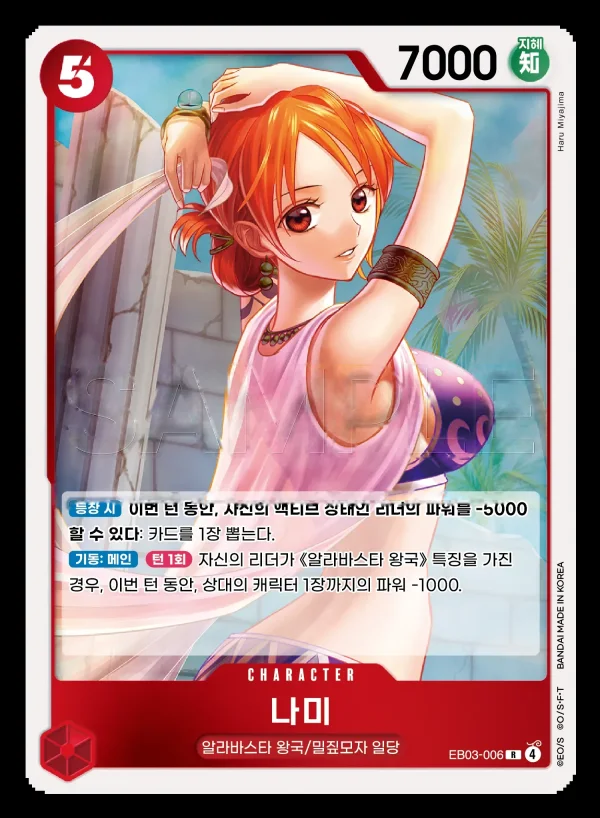 5
7000
지혜
知
Haru Miyajima
SAMPLE
등장 시 이번 턴 동안, 자신의 액티브 상태인 리더의 파워를 -5000
할 수 있다: 카드를 1장 뽑는다.
기동: 메인 턴 1회 자신의 리더가 《알라바스타 왕국》 특징을 가진
경우, 이번 턴 동안, 상대의 캐릭터 1장까지의 파워 -1000.
CHARACTER
나미
알라바스타 왕국/밀짚모자 일당
EB03-006 R 4
©EO/S ©O/S·F·T BANDAI MADE IN KOREA